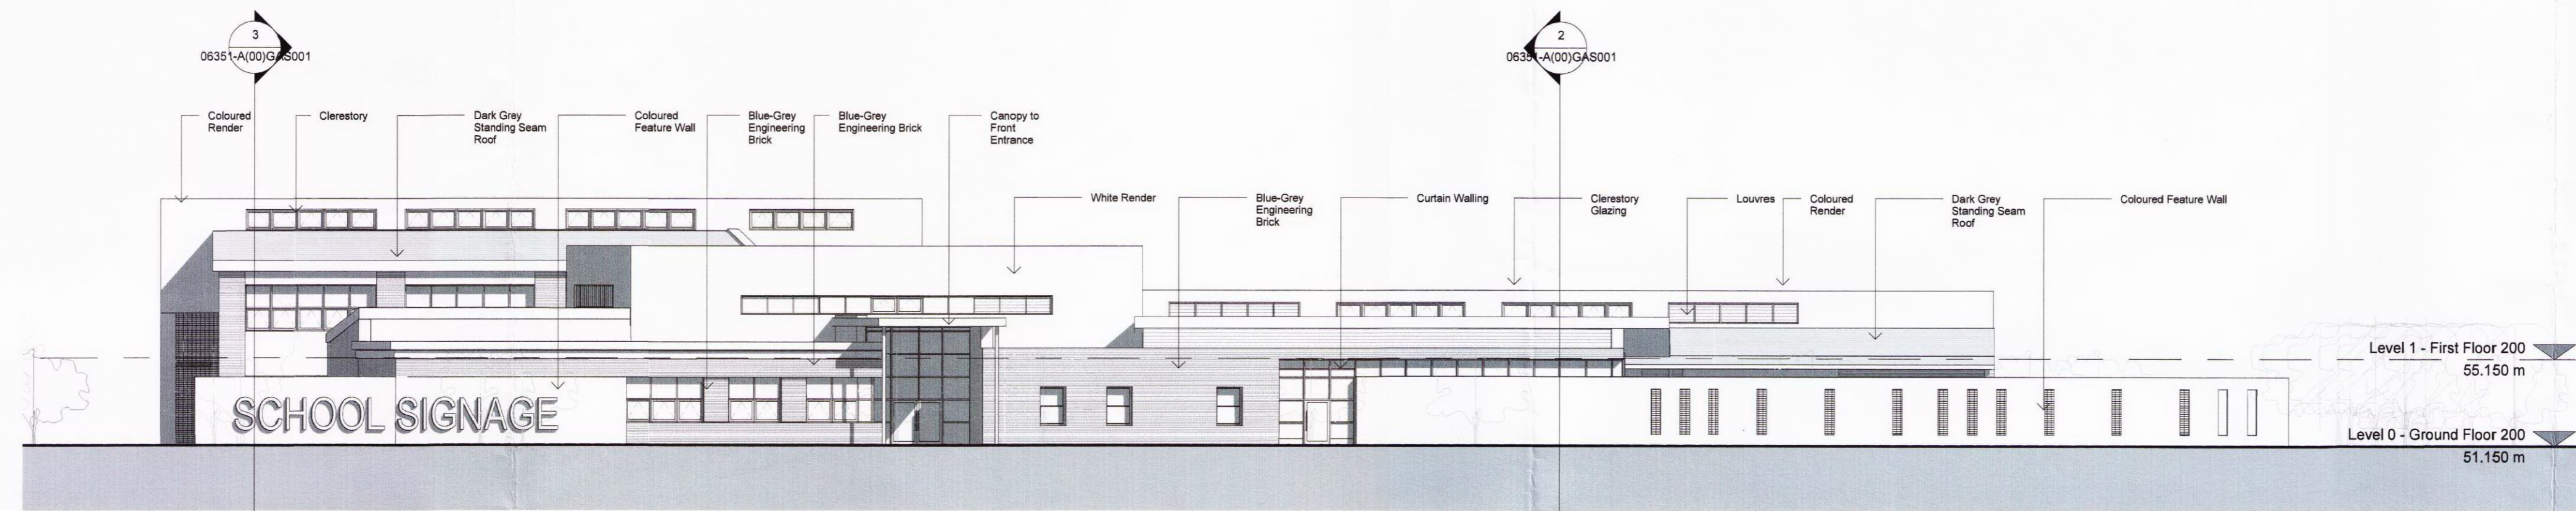 3
06351-A(00)GAS001
2
06351-A(00)GAS001
Coloured
Render
Clerestory
Dark Grey
Standing Seam
Roof
Coloured
Feature Wall
Blue-Grey
Engineering
Brick
Blue-Grey
Engineering Brick
Canopy to
Front
Entrance
White Render
Blue-Grey
Engineering
Brick
Curtain Walling
Clerestory
Glazing
Louvres
Coloured
Render
Dark Grey
Standing Seam
Roof
Coloured Feature Wall
Level 1 - First Floor 200
55.150 m
SCHOOL SIGNAGE
Level 0 - Ground Floor 200
51.150 m